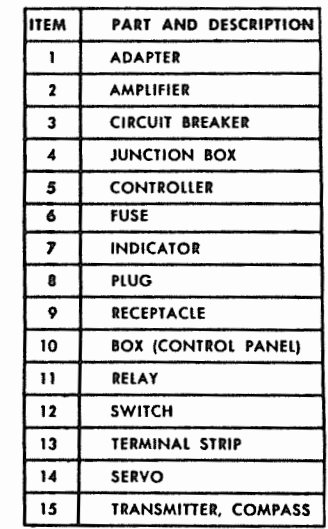 ITEM PART AND DESCRIPTION
1 ADAPTER
2 AMPLIFIER
3 CIRCUIT BREAKER
4 JUNCTION BOX
5 CONTROLLER
6 FUSE
7 INDICATOR
8 PLUG
9 RECEPTACLE
10 BOX (CONTROL PANEL)
11 RELAY
12 SWITCH
13 TERMINAL STRIP
14 SERVO
15 TRANSMITTER, COMPASS